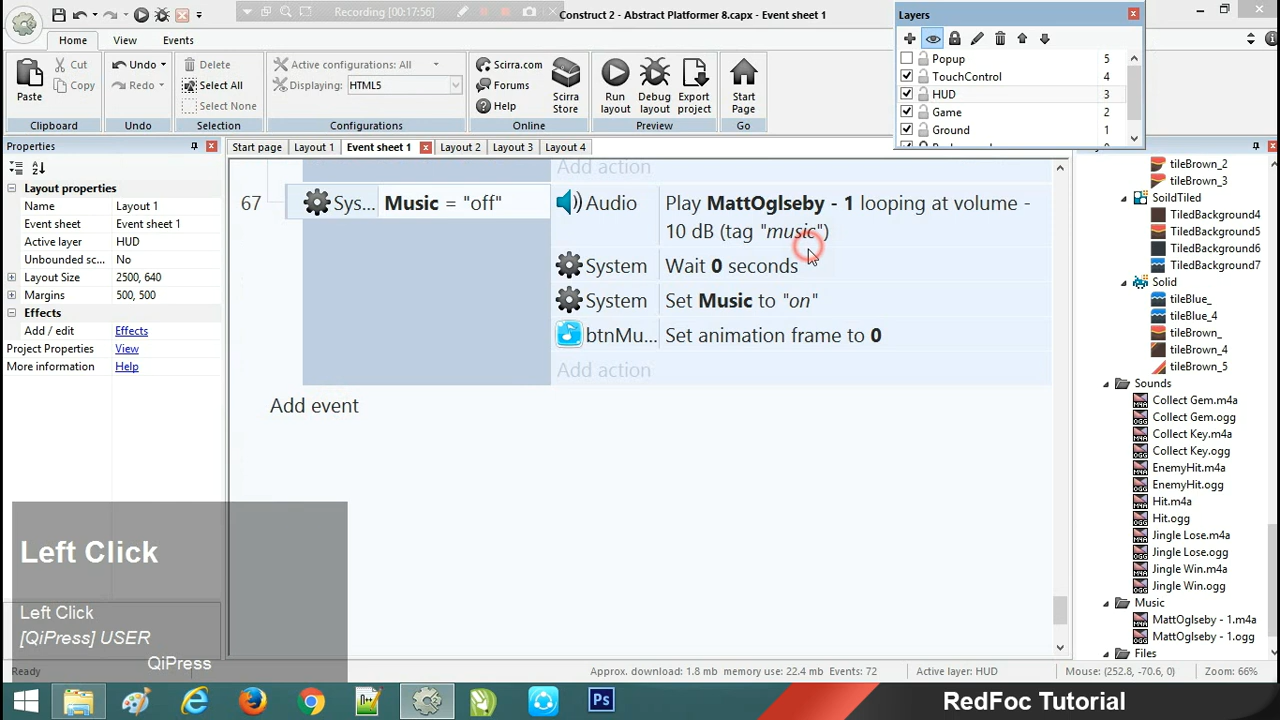 Recording [00:17:56]
Construct 2 - Abstract Platformer 8.capx - Event sheet 1
Layers
Home
View
Events
Popup 5
TouchControl 4
HUD 3
Game 2
Ground 1
Paste
Cut
Copy
Clipboard
Undo
Redo
Undo
Delete
Select All
Select None
Selection
Active configurations: All
Displaying: HTML5
Configurations
Scirra.com
Forums
Help
Scirra Store
Online
Run layout
Debug layout
Export project
Preview
Start Page
Go
Properties
Start page
Layout 1
Event sheet 1
Layout 2
Layout 3
Layout 4
Layout properties
Name Layout 1
Event sheet Event sheet 1
Active layer HUD
Unbounded sc... No
Layout Size 2500, 640
Margins 500, 500
Effects
Add / edit Effects
Project Properties View
More information Help
Add action
67
Sys... Music = "off"
Audio Play MattOglseby - 1 looping at volume -
10 dB (tag "music")
System Wait 0 seconds
System Set Music to "on"
btnMu... Set animation frame to 0
Add action
Add event
tileBrown_2
tileBrown_3
SoildTiled
TiledBackground4
TiledBackground5
TiledBackground6
TiledBackground7
Solid
tileBlue_
tileBlue_4
tileBrown_
tileBrown_4
tileBrown_5
Sounds
Collect Gem.m4a
Collect Gem.ogg
Collect Key.m4a
Collect Key.ogg
EnemyHit.m4a
EnemyHit.ogg
Hit.m4a
Hit.ogg
Jingle Lose.m4a
Jingle Lose.ogg
Jingle Win.m4a
Jingle Win.ogg
Music
MattOglseby - 1.m4a
MattOglseby - 1.ogg
Files
Left Click
Left Click
[QiPress] USER
QiPress
Ready
Approx. download: 1.8 mb
memory use: 22.4 mb
Events: 72
Active layer: HUD
Mouse: (252.8, -70.6, 0)
Zoom: 66%
Ps
RedFoc Tutorial